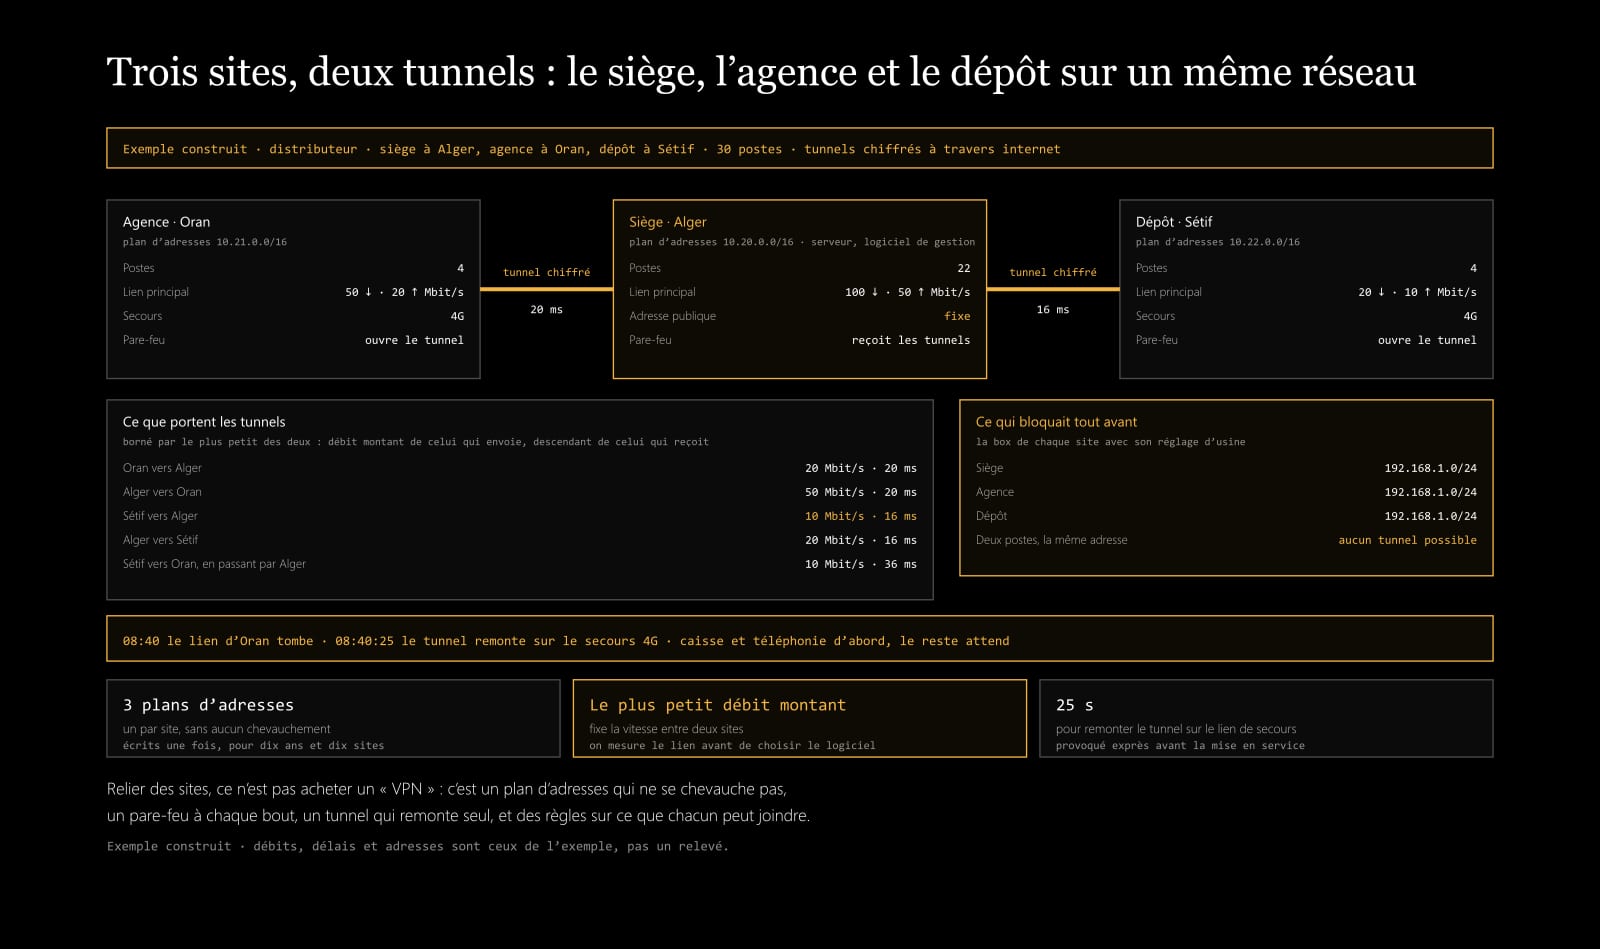 Trois sites, deux tunnels : le siège, l’agence et le dépôt sur un même réseau
Exemple construit · distributeur · siège à Alger, agence à Oran, dépôt à Sétif · 30 postes · tunnels chiffrés à travers internet
Agence · Oran
plan d’adresses 10.21.0.0/16
Postes 4
Lien principal 50 ↓ · 20 ↑ Mbit/s
Secours 4G
Pare-feu ouvre le tunnel
tunnel chiffré
20 ms
Siège · Alger
plan d’adresses 10.20.0.0/16 · serveur, logiciel de gestion
Postes 22
Lien principal 100 ↓ · 50 ↑ Mbit/s
Adresse publique fixe
Pare-feu reçoit les tunnels
tunnel chiffré
16 ms
Dépôt · Sétif
plan d’adresses 10.22.0.0/16
Postes 4
Lien principal 20 ↓ · 10 ↑ Mbit/s
Secours 4G
Pare-feu ouvre le tunnel
Ce que portent les tunnels
borné par le plus petit des deux : débit montant de celui qui envoie, descendant de celui qui reçoit
Oran vers Alger 20 Mbit/s · 20 ms
Alger vers Oran 50 Mbit/s · 20 ms
Sétif vers Alger 10 Mbit/s · 16 ms
Alger vers Sétif 20 Mbit/s · 16 ms
Sétif vers Oran, en passant par Alger 10 Mbit/s · 36 ms
Ce qui bloquait tout avant
la box de chaque site avec son réglage d’usine
Siège 192.168.1.0/24
Agence 192.168.1.0/24
Dépôt 192.168.1.0/24
Deux postes, la même adresse aucun tunnel possible
08:40 le lien d’Oran tombe · 08:40:25 le tunnel remonte sur le secours 4G · caisse et téléphonie d’abord, le reste attend
3 plans d’adresses
un par site, sans aucun chevauchement
écrits une fois, pour dix ans et dix sites
Le plus petit débit montant
fixe la vitesse entre deux sites
on mesure le lien avant de choisir le logiciel
25 s
pour remonter le tunnel sur le lien de secours
provoqué exprès avant la mise en service
Relier des sites, ce n’est pas acheter un « VPN » : c’est un plan d’adresses qui ne se chevauche pas,
un pare-feu à chaque bout, un tunnel qui remonte seul, et des règles sur ce que chacun peut joindre.
Exemple construit · débits, délais et adresses sont ceux de l’exemple, pas un relevé.